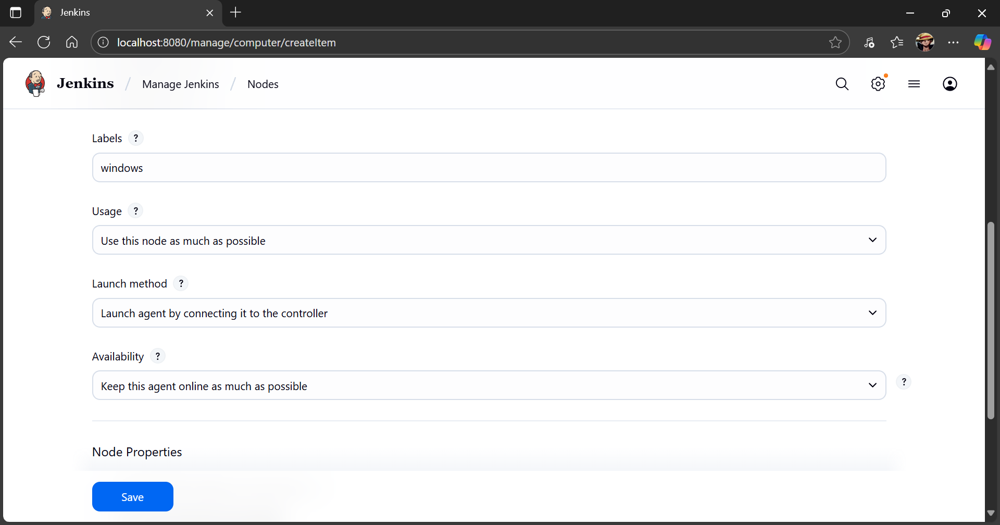 Jenkins
localhost:8080/manage/computer/createItem
Jenkins / Manage Jenkins / Nodes
Labels ?
windows
Usage ?
Use this node as much as possible
Launch method ?
Launch agent by connecting it to the controller
Availability ?
Keep this agent online as much as possible
?
Node Properties
Save